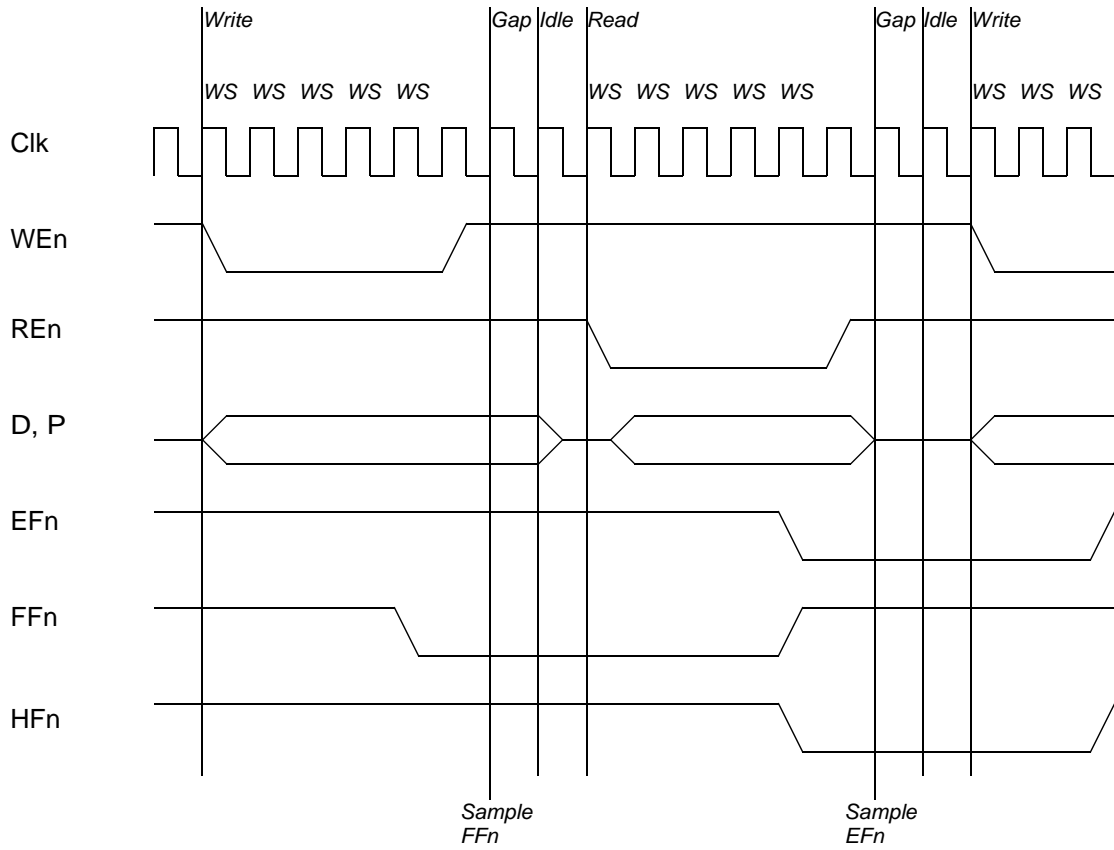 Write Gap Idle Read Gap Idle Write
WS WS WS WS WS WS WS WS WS WS WS WS WS
Clk
WEn
REn
D, P
EFn
FFn
HFn
Sample Sample
FFn EFn